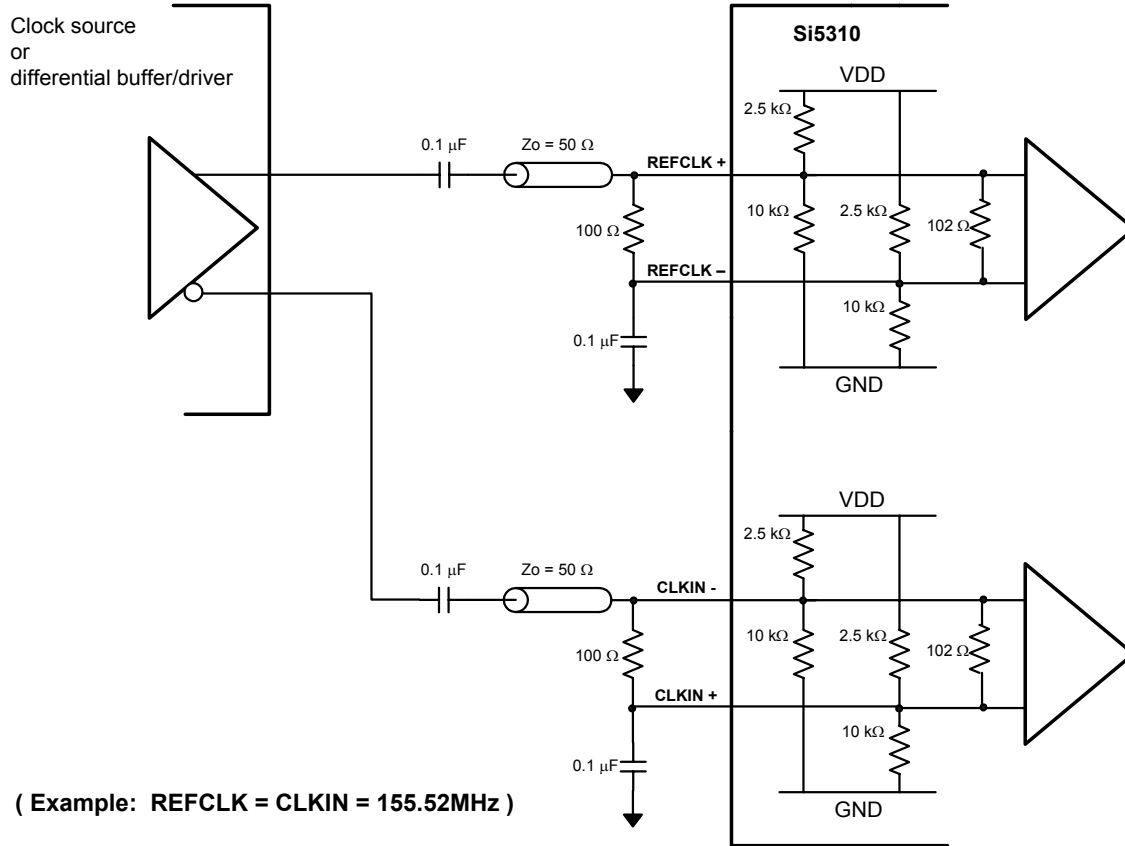 Clock source
or
differential buffer/driver
Si5310
VDD
2.5 kΩ
0.1 μF
Zo = 50 Ω
REFCLK +
100 Ω
10 kΩ
2.5 kΩ
102 Ω
REFCLK –
10 kΩ
0.1 μF
GND
VDD
2.5 kΩ
0.1 μF
Zo = 50 Ω
CLKIN -
100 Ω
10 kΩ
2.5 kΩ
102 Ω
CLKIN +
10 kΩ
0.1 μF
GND
( Example: REFCLK = CLKIN = 155.52MHz )